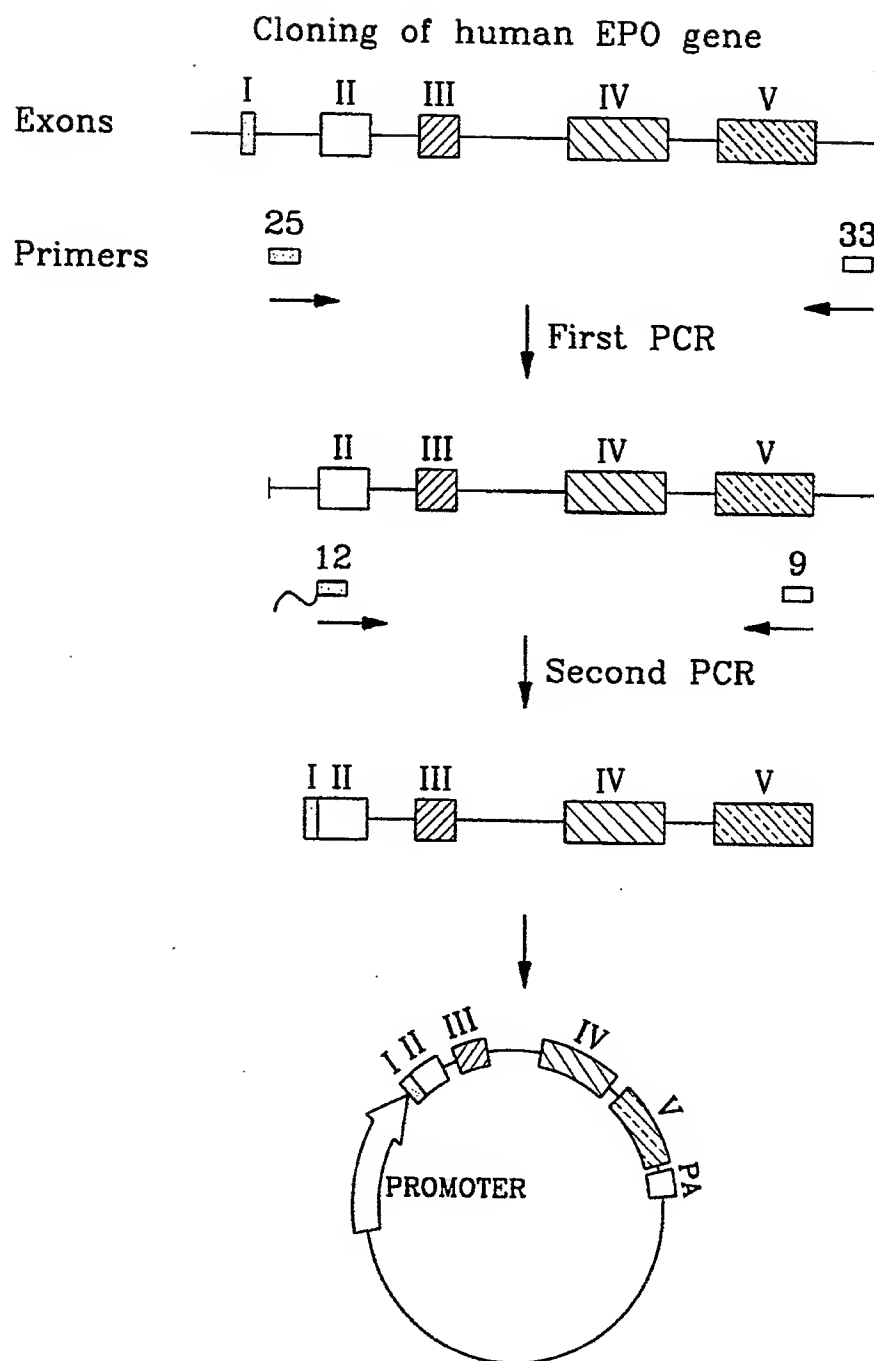 Cloning of human EPO gene
I II III IV V
Exons
25 33
Primers
First PCR
II III IV V
12 9
Second PCR
I II III IV V
I II III IV V
PA
PROMOTER